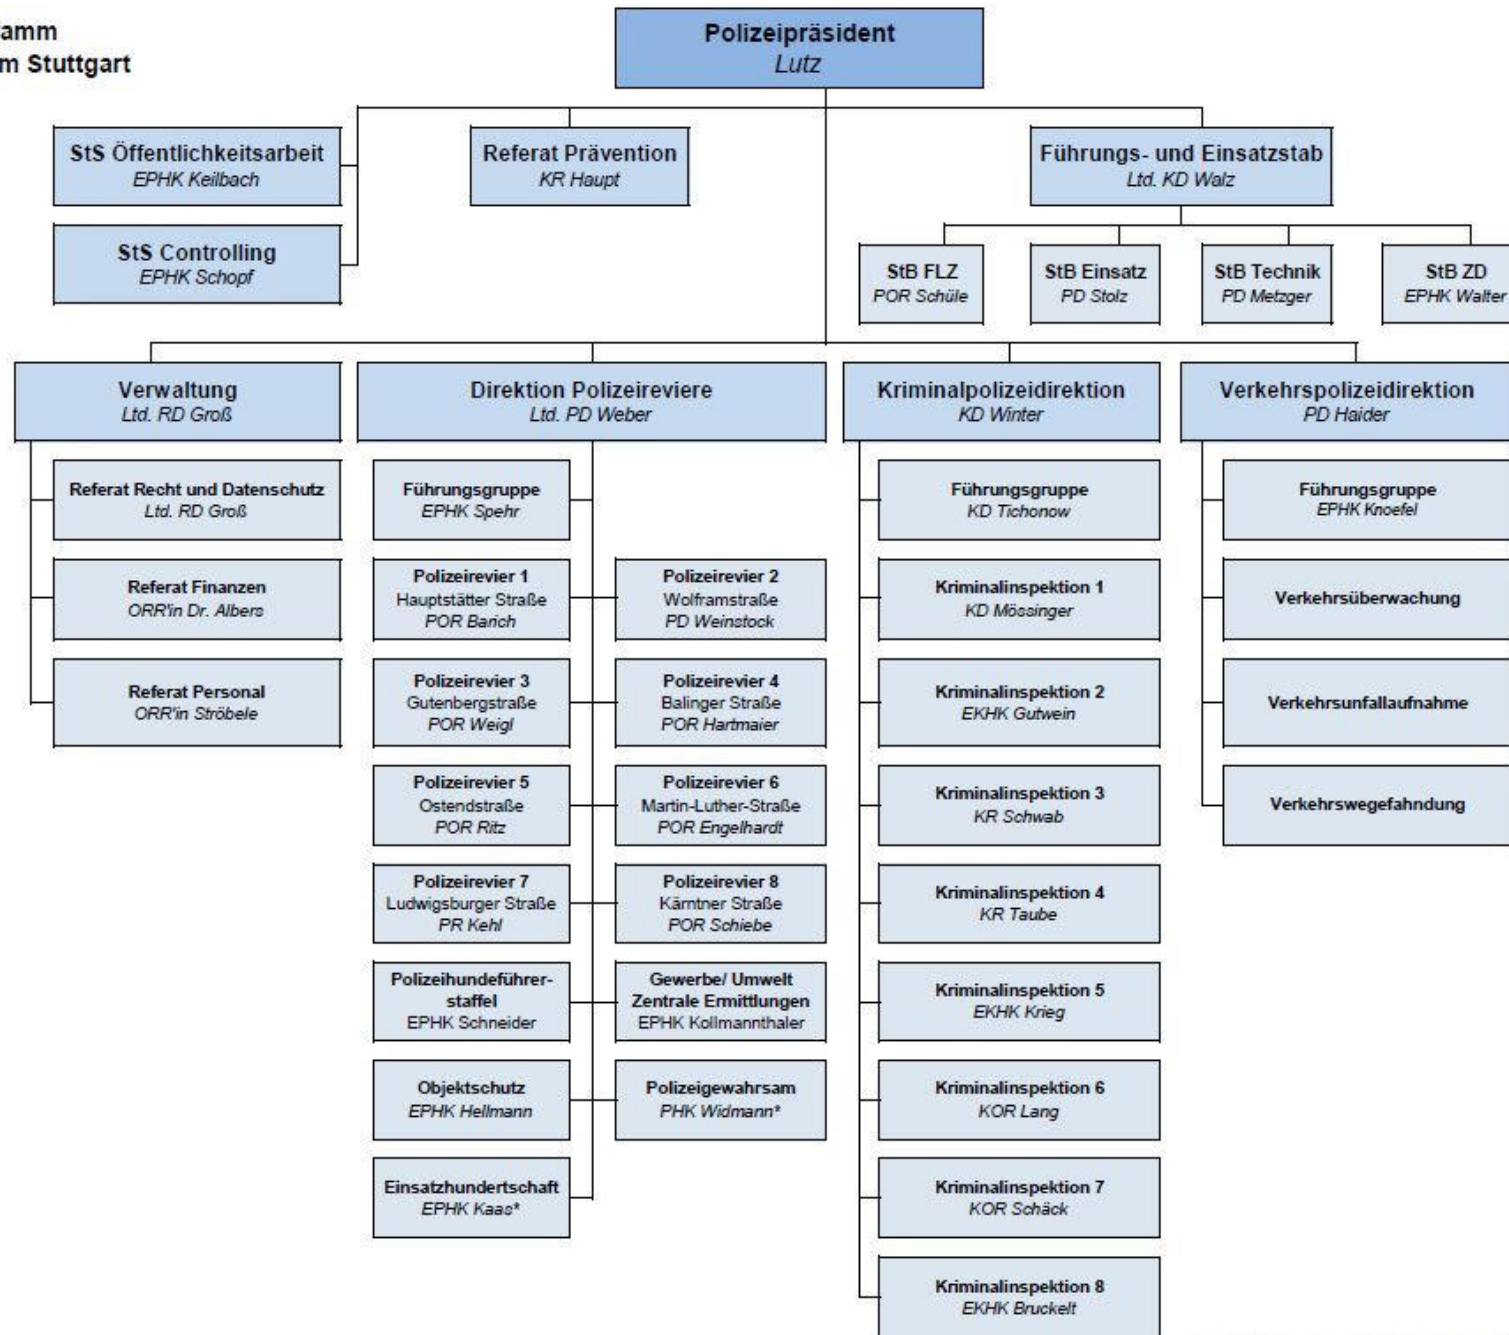 amm
m Stuttgart
Polizeipräsident
Lutz
StS Öffentlichkeitsarbeit
EPHK Keilbach
Referat Prävention
KR Haupt
Führungs- und Einsatzstab
Ltd. KD Walz
StS Controlling
EPHK Schopf
StB FLZ
POR Schüle
StB Einsatz
PD Stolz
StB Technik
PD Metzger
StB ZD
EPHK Walter
Verwaltung
Ltd. RD Groß
Direktion Polizeireviere
Ltd. PD Weber
Kriminalpolizeidirektion
KD Winter
Verkehrspolizeidirektion
PD Haider
Referat Recht und Datenschutz
Ltd. RD Groß
Referat Finanzen
ORR'in Dr. Albers
Referat Personal
ORR'in Ströbele
Führungsgruppe
EPHK Spehr
Polizeirevier 1
Hauptstätter Straße
POR Barich
Polizeirevier 2
Wolframstraße
PD Weinstock
Polizeirevier 3
Gutenbergstraße
POR Weigl
Polizeirevier 4
Balinger Straße
POR Hartmaier
Polizeirevier 5
Ostendstraße
POR Ritz
Polizeirevier 6
Martin-Luther-Straße
POR Engelhardt
Polizeirevier 7
Ludwigsburger Straße
PR Kehl
Polizeirevier 8
Kärntner Straße
POR Schiebe
Polizeihundeführer-
staffel
EPHK Schneider
Gewerbe/ Umwelt
Zentrale Ermittlungen
EPHK Kollmannthaler
Objektschutz
EPHK Hellmann
Polizeigewahrsam
PHK Widmann*
Einsatzhundertschaft
EPHK Kaas*
Führungsgruppe
KD Tichonow
Kriminalinspektion 1
KD Mössinger
Kriminalinspektion 2
EKHK Gutwein
Kriminalinspektion 3
KR Schwab
Kriminalinspektion 4
KR Taube
Kriminalinspektion 5
EKHK Krieg
Kriminalinspektion 6
KOR Lang
Kriminalinspektion 7
KOR Schäck
Kriminalinspektion 8
EKHK Bruckelt
Führungsgruppe
EPHK Knoefel
Verkehrsüberwachung
Verkehrsunfallaufnahme
Verkehrswegefahndung